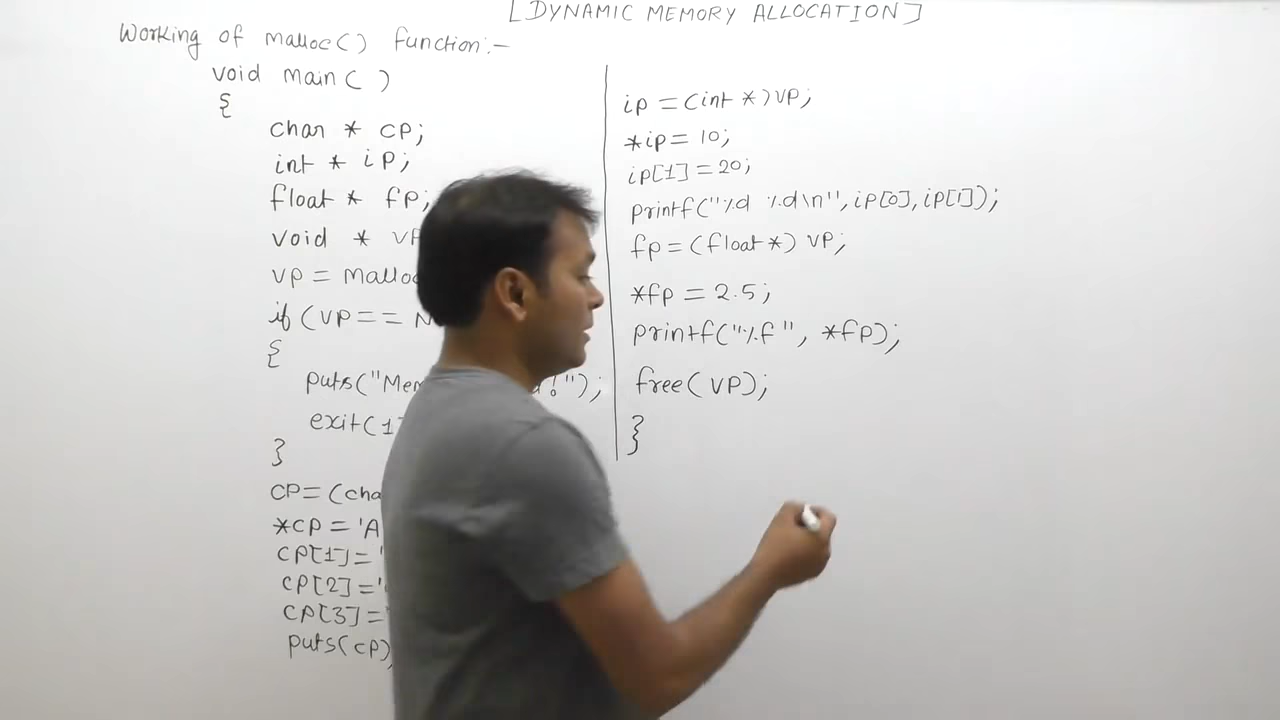 [DYNAMIC MEMORY ALLOCATION]
Working of malloc() function:-
void main( )
{
char * cp;
int * ip;
float * fp;
void * vp
vp = malloc
if (vp == N
{
puts("Mem !");
exit(1
}
cp=(cha
*cp = 'A
cp[1]='
cp[2]='
cp[3]='
puts(cp)
ip =(int *)vp;
*ip= 10;
ip[1]=20;
printf("%d %d\n",ip[0],ip[1]);
fp=(float*) vp;
*fp = 2.5;
printf("%f", *fp);
free(vp);
}